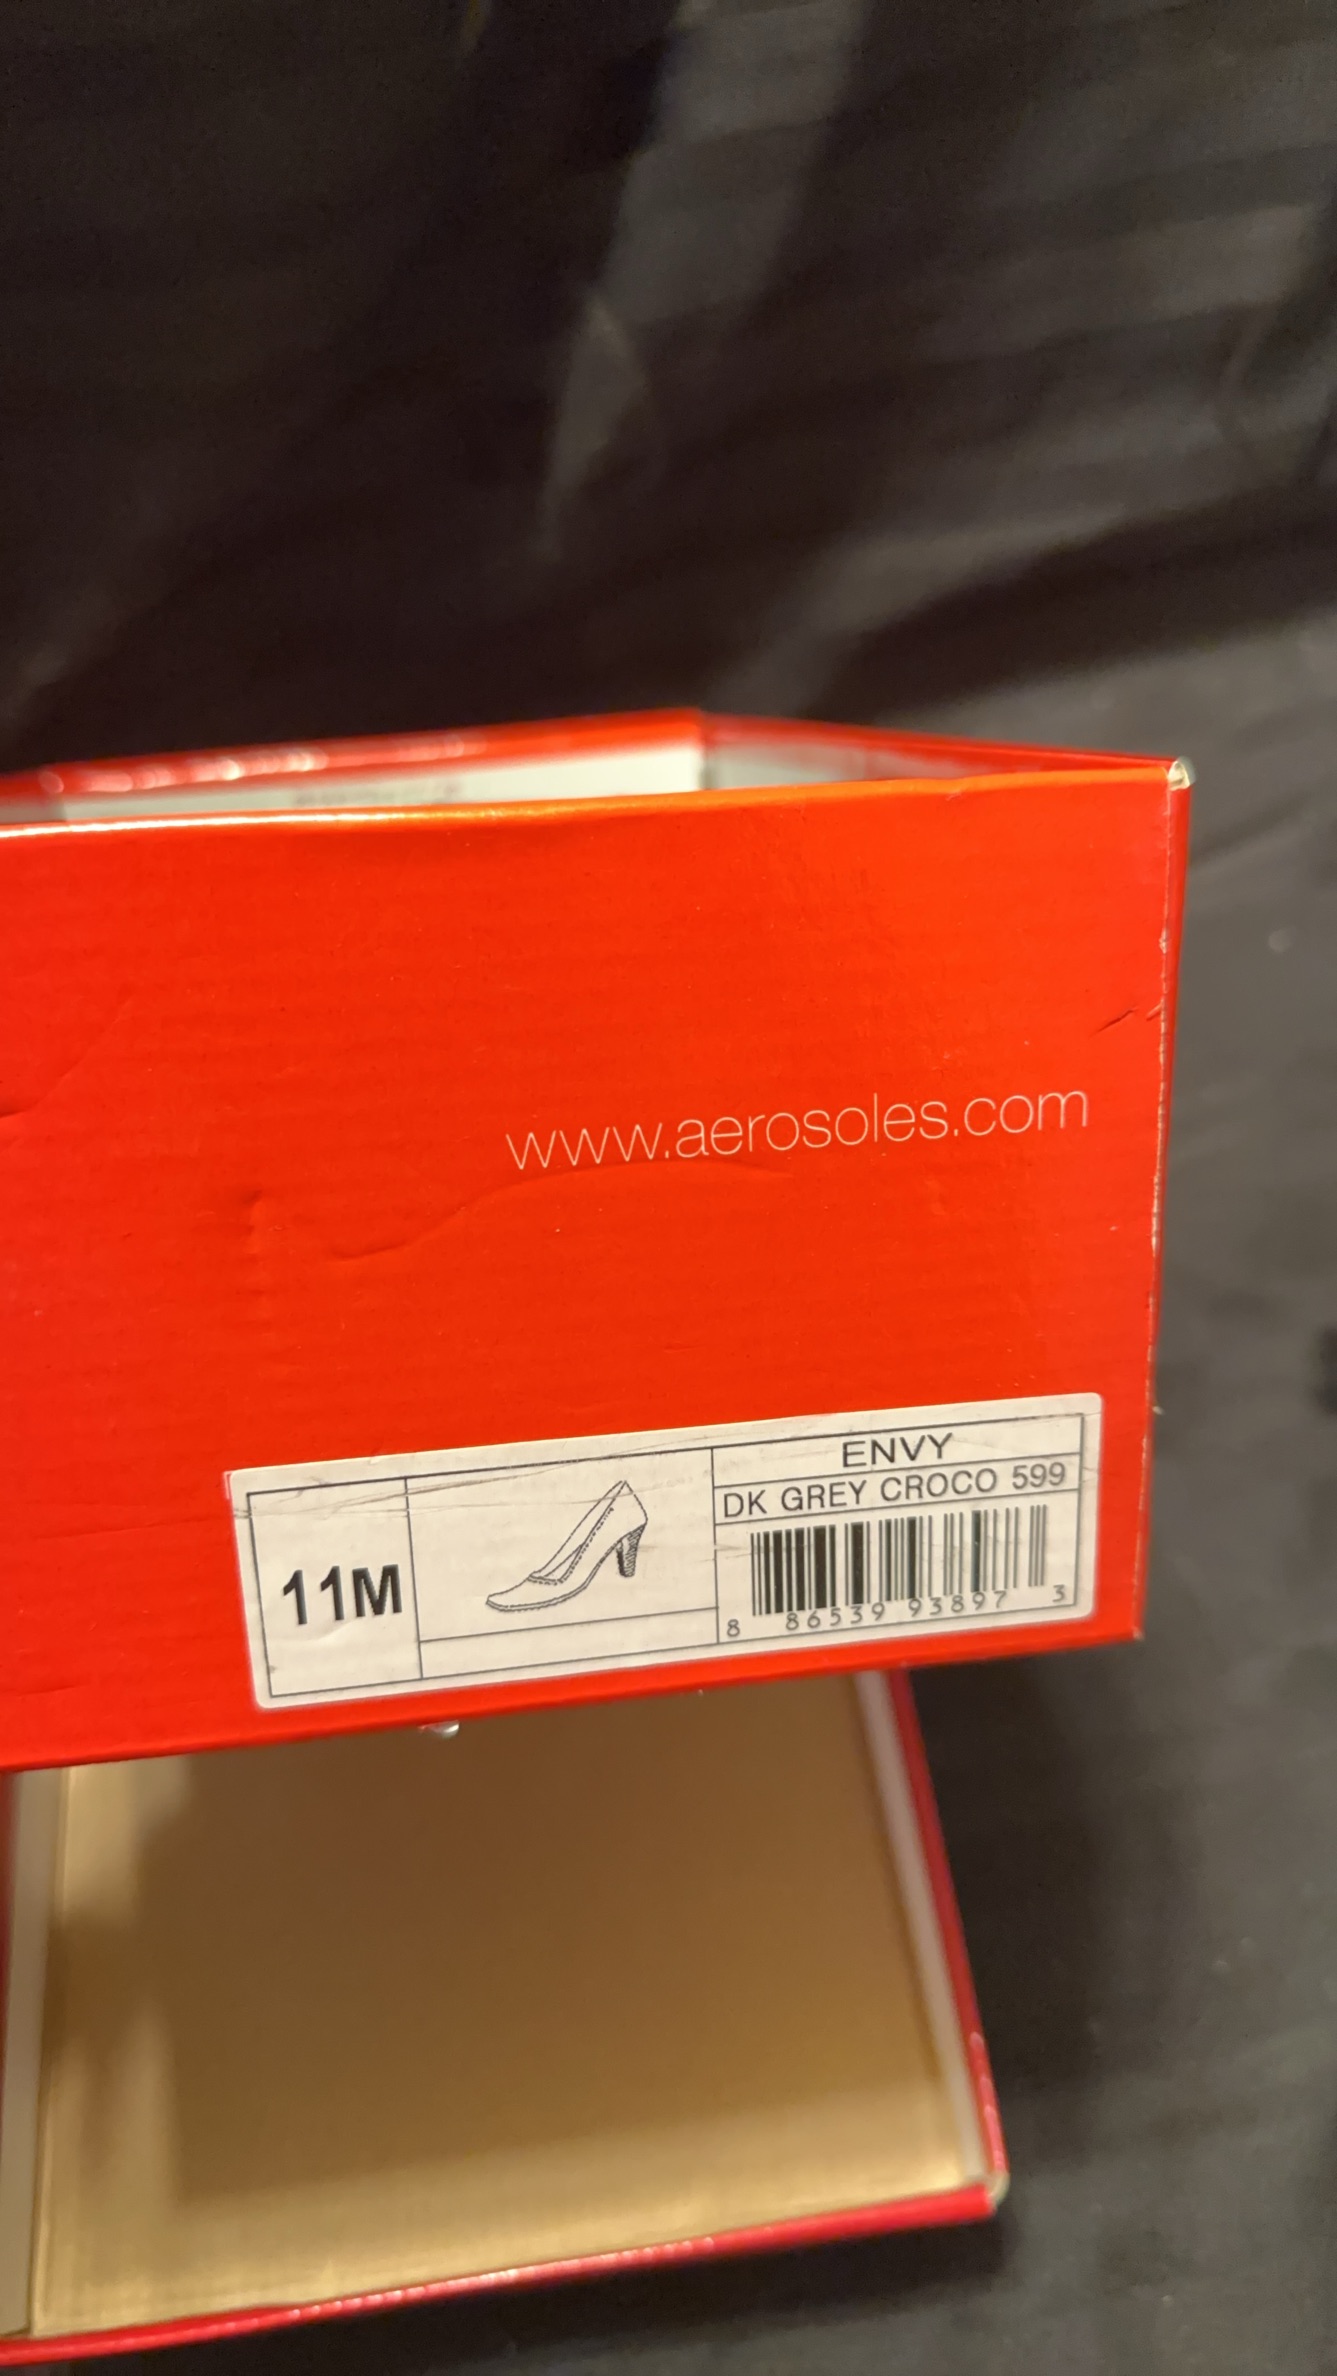 www.aerosoles.com
ENVY
DK GREY CROCO 599
11M
8 86539 93897 3